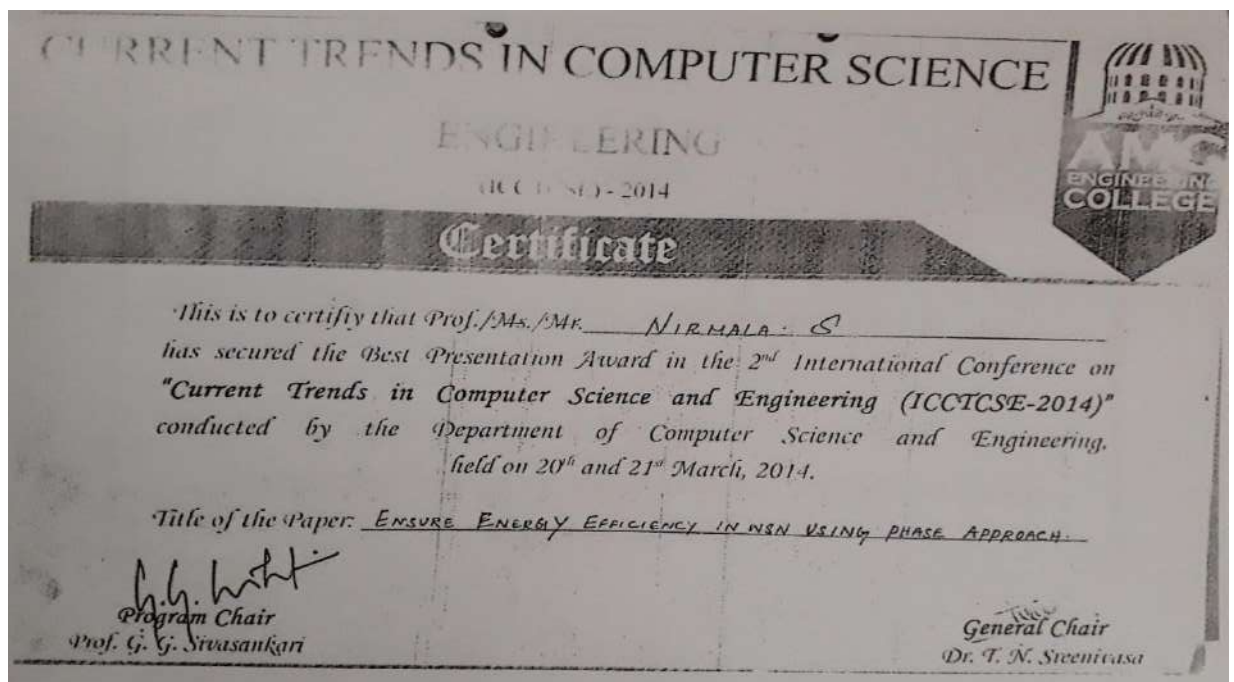 CURRENT TRENDS IN COMPUTER SCIENCE
ENGINEERING
(ICCTCSE) - 2014
AMC
ENGINEERING
COLLEGE
Certificate
This is to certifiy that Prof./Ms./Mr. NIRMALA. S
has secured the Best Presentation Award in the 2nd International Conference on
"Current Trends in Computer Science and Engineering (ICCTCSE-2014)"
conducted by the Department of Computer Science and Engineering.
held on 20th and 21st March, 2014.
Title of the Paper: ENSURE ENERGY EFFICIENCY IN WSN USING PHASE APPROACH.
Program Chair
Prof. G. G. Sivasankari
General Chair
Dr. T. N. Sreenivasa